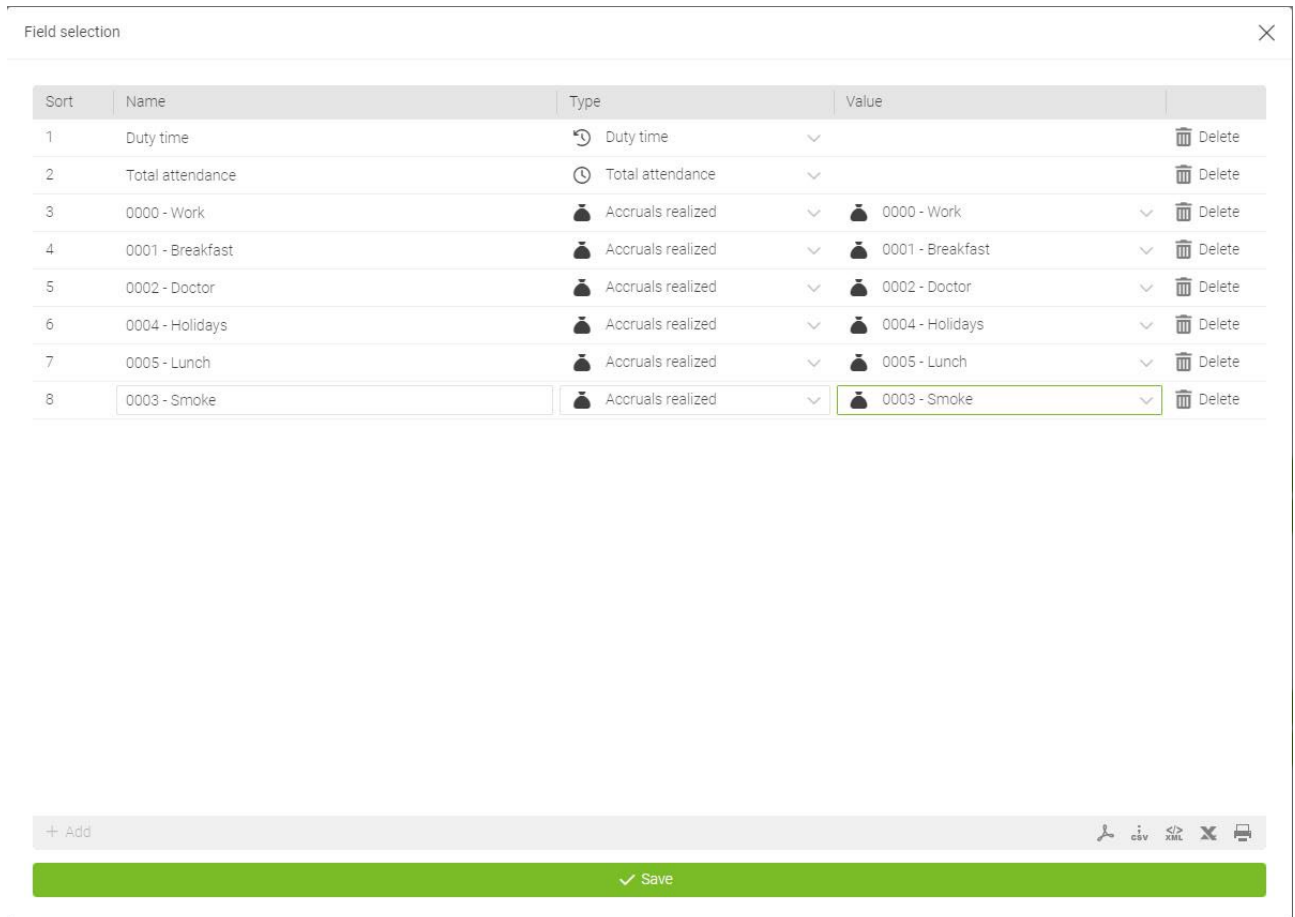 Field selection
Sort Name Type Value
1 Duty time Duty time Delete
2 Total attendance Total attendance Delete
3 0000 - Work Accruals realized 0000 - Work Delete
4 0001 - Breakfast Accruals realized 0001 - Breakfast Delete
5 0002 - Doctor Accruals realized 0002 - Doctor Delete
6 0004 - Holidays Accruals realized 0004 - Holidays Delete
7 0005 - Lunch Accruals realized 0005 - Lunch Delete
8 0003 - Smoke Accruals realized 0003 - Smoke Delete
+ Add CSV </> XML X
Save